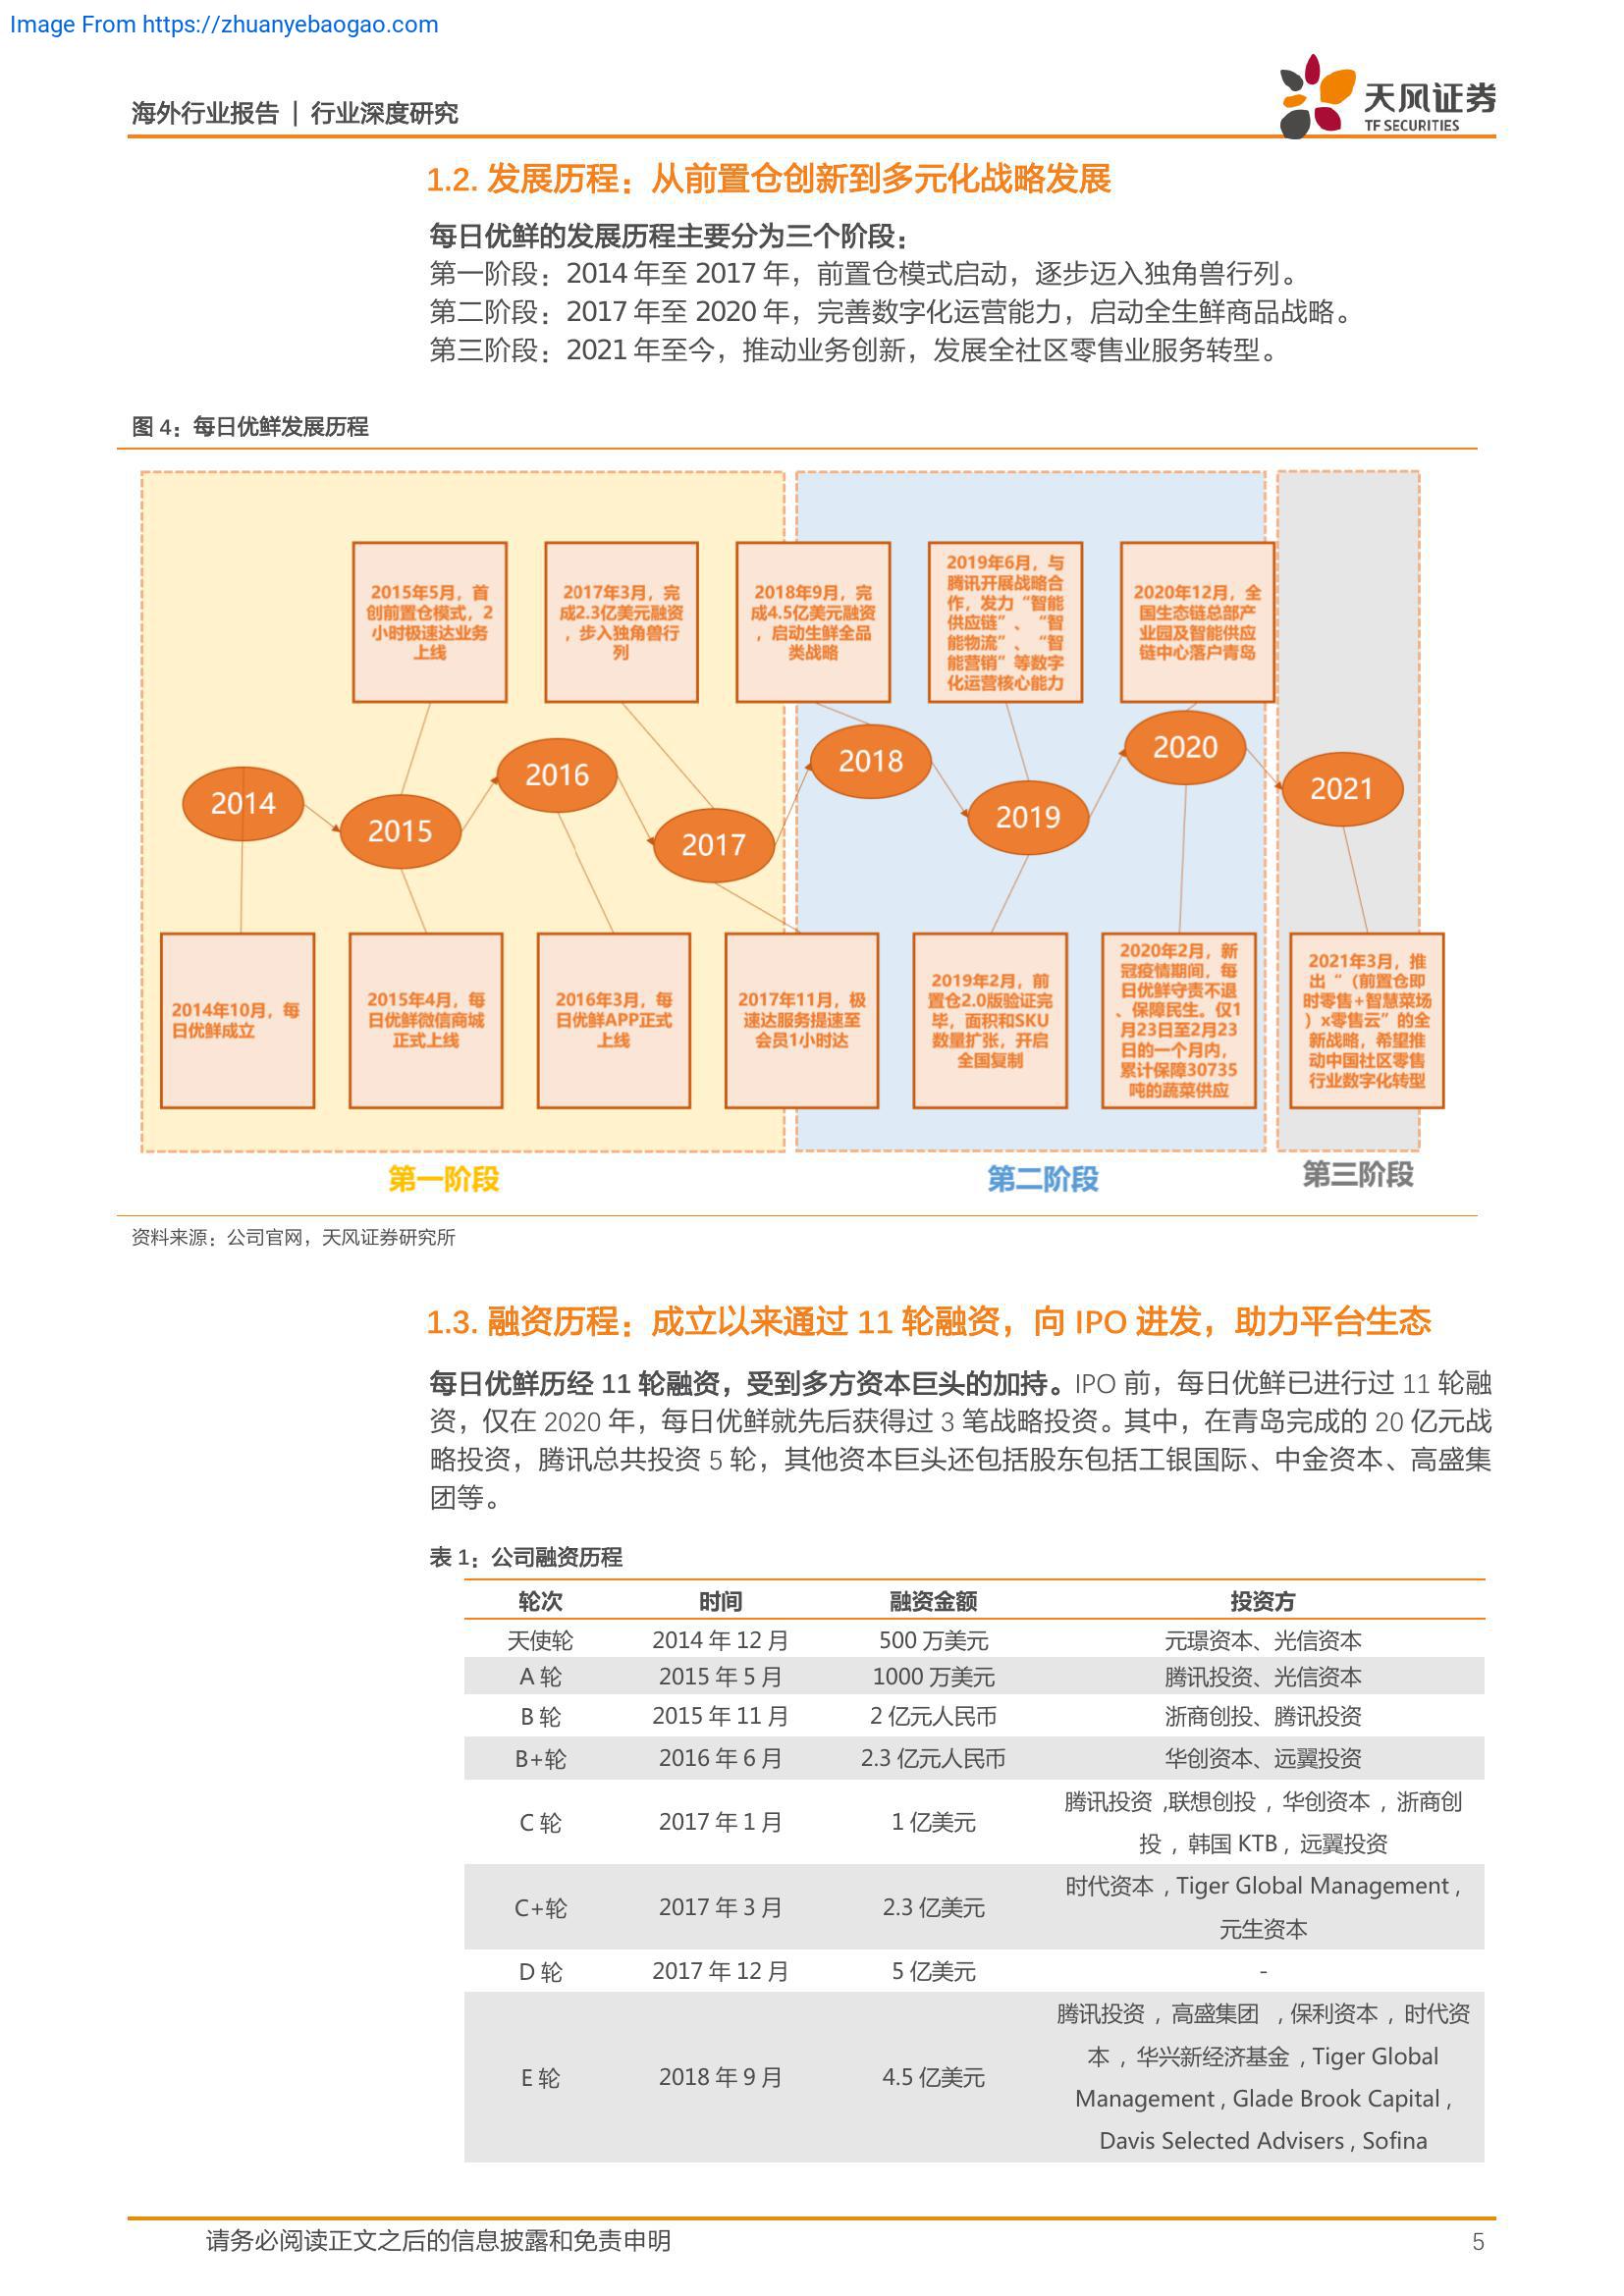 Image From https://zhuanyebaogao.com
海外行业报告 | 行业深度研究
天风证券
TF SECURITIES
1.2. 发展历程：从前置仓创新到多元化战略发展
每日优鲜的发展历程主要分为三个阶段：
第一阶段：2014 年至 2017 年，前置仓模式启动，逐步迈入独角兽行列。
第二阶段：2017 年至 2020 年，完善数字化运营能力，启动全生鲜商品战略。
第三阶段：2021 年至今，推动业务创新，发展全社区零售业服务转型。
图 4：每日优鲜发展历程
2015年5月，首
创前置仓模式，2
小时极速达业务
上线
2017年3月，完
成2.3亿美元融资
，步入独角兽行
列
2018年9月，完
成4.5亿美元融资
，启动生鲜全品
类战略
2019年6月，与
腾讯开展战略合
作，发力“智能
供应链”、“智
能物流”、“智
能营销”等数字
化运营核心能力
2020年12月，全
国生态链总部产
业园及智能供应
链中心落户青岛
2014
2015
2016
2017
2018
2019
2020
2021
2014年10月，每
日优鲜成立
2015年4月，每
日优鲜微信商城
正式上线
2016年3月，每
日优鲜APP正式
上线
2017年11月，极
速达服务提速至
会员1小时达
2019年2月，前
置仓2.0版验证完
毕，面积和SKU
数量扩张，开启
全国复制
2020年2月，新
冠疫情期间，每
日优鲜守责不退
、保障民生。仅1
月23日至2月23
日的一个月内，
累计保障30735
吨的蔬菜供应
2021年3月，推
出“（前置仓即
时零售+智慧菜场
）x零售云”的全
新战略，希望推
动中国社区零售
行业数字化转型
第一阶段
第二阶段
第三阶段
资料来源：公司官网，天风证券研究所
1.3. 融资历程：成立以来通过 11 轮融资，向 IPO 进发，助力平台生态
每日优鲜历经 11 轮融资，受到多方资本巨头的加持。IPO 前，每日优鲜已进行过 11 轮融
资，仅在 2020 年，每日优鲜就先后获得过 3 笔战略投资。其中，在青岛完成的 20 亿元战
略投资，腾讯总共投资 5 轮，其他资本巨头还包括股东包括工银国际、中金资本、高盛集
团等。
表 1：公司融资历程
轮次 时间 融资金额 投资方
天使轮 2014 年 12 月 500 万美元 元璟资本、光信资本
A 轮 2015 年 5 月 1000 万美元 腾讯投资、光信资本
B 轮 2015 年 11 月 2 亿元人民币 浙商创投、腾讯投资
B+轮 2016 年 6 月 2.3 亿元人民币 华创资本、远翼投资
C 轮 2017 年 1 月 1 亿美元 腾讯投资 ,联想创投 , 华创资本 , 浙商创
投 , 韩国 KTB , 远翼投资
C+轮 2017 年 3 月 2.3 亿美元 时代资本 , Tiger Global Management ,
元生资本
D 轮 2017 年 12 月 5 亿美元 -
E 轮 2018 年 9 月 4.5 亿美元 腾讯投资 , 高盛集团 , 保利资本 , 时代资
本 , 华兴新经济基金 , Tiger Global
Management , Glade Brook Capital ,
Davis Selected Advisers , Sofina
请务必阅读正文之后的信息披露和免责申明
5